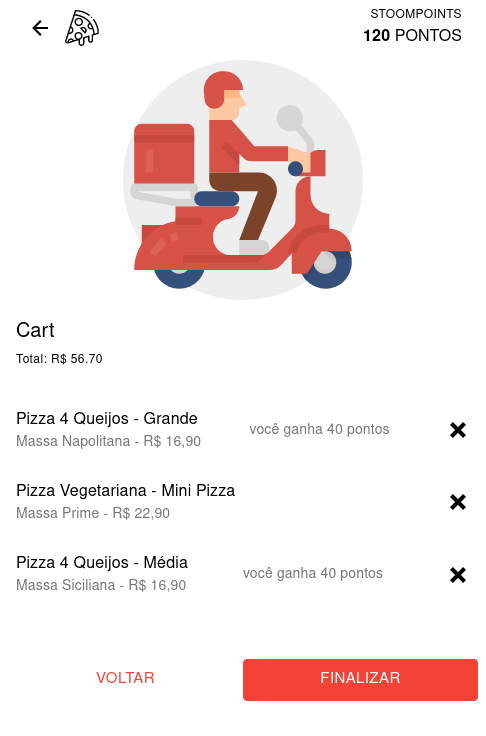 STOOMPOINTS
120 PONTOS
Cart
Total: R$ 56.70
Pizza 4 Queijos - Grande
Massa Napolitana - R$ 16,90
você ganha 40 pontos
Pizza Vegetariana - Mini Pizza
Massa Prime - R$ 22,90
Pizza 4 Queijos - Média
Massa Siciliana - R$ 16,90
você ganha 40 pontos
VOLTAR
FINALIZAR